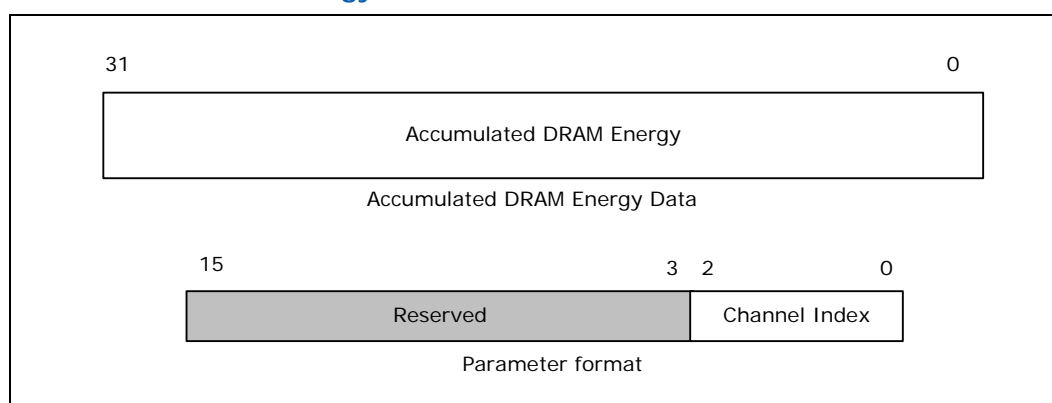 31 0
Accumulated DRAM Energy
Accumulated DRAM Energy Data
15 3 2 0
Reserved Channel Index
Parameter format